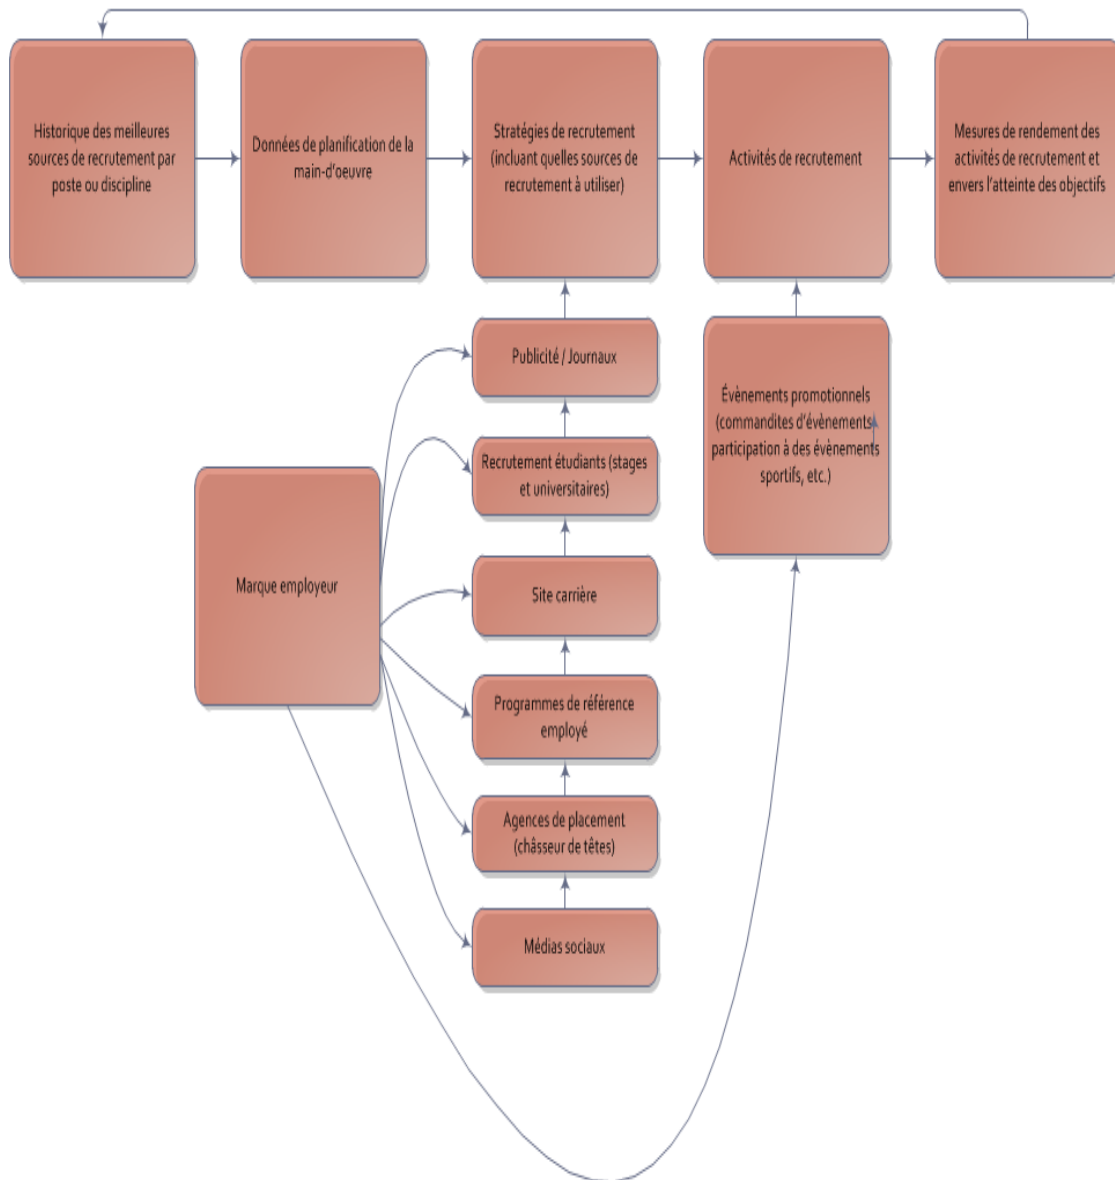 Historique des meilleures
sources de recrutement par
poste ou discipline
Données de planification de la
main-d'oeuvre
Stratégies de recrutement
(incluant quelles sources de
recrutement à utiliser)
Activités de recrutement
Mesures de rendement des
activités de recrutement et
envers l'atteinte des objectifs
Publicité / Journaux
Recrutement étudiants (stages
et universitaires)
Site carrière
Programmes de référence
employé
Agences de placement
(châsseur de têtes)
Médias sociaux
Marque employeur
Évènements promotionnels
(commandites d'évènements,
participation à des évènements
sportifs, etc.)